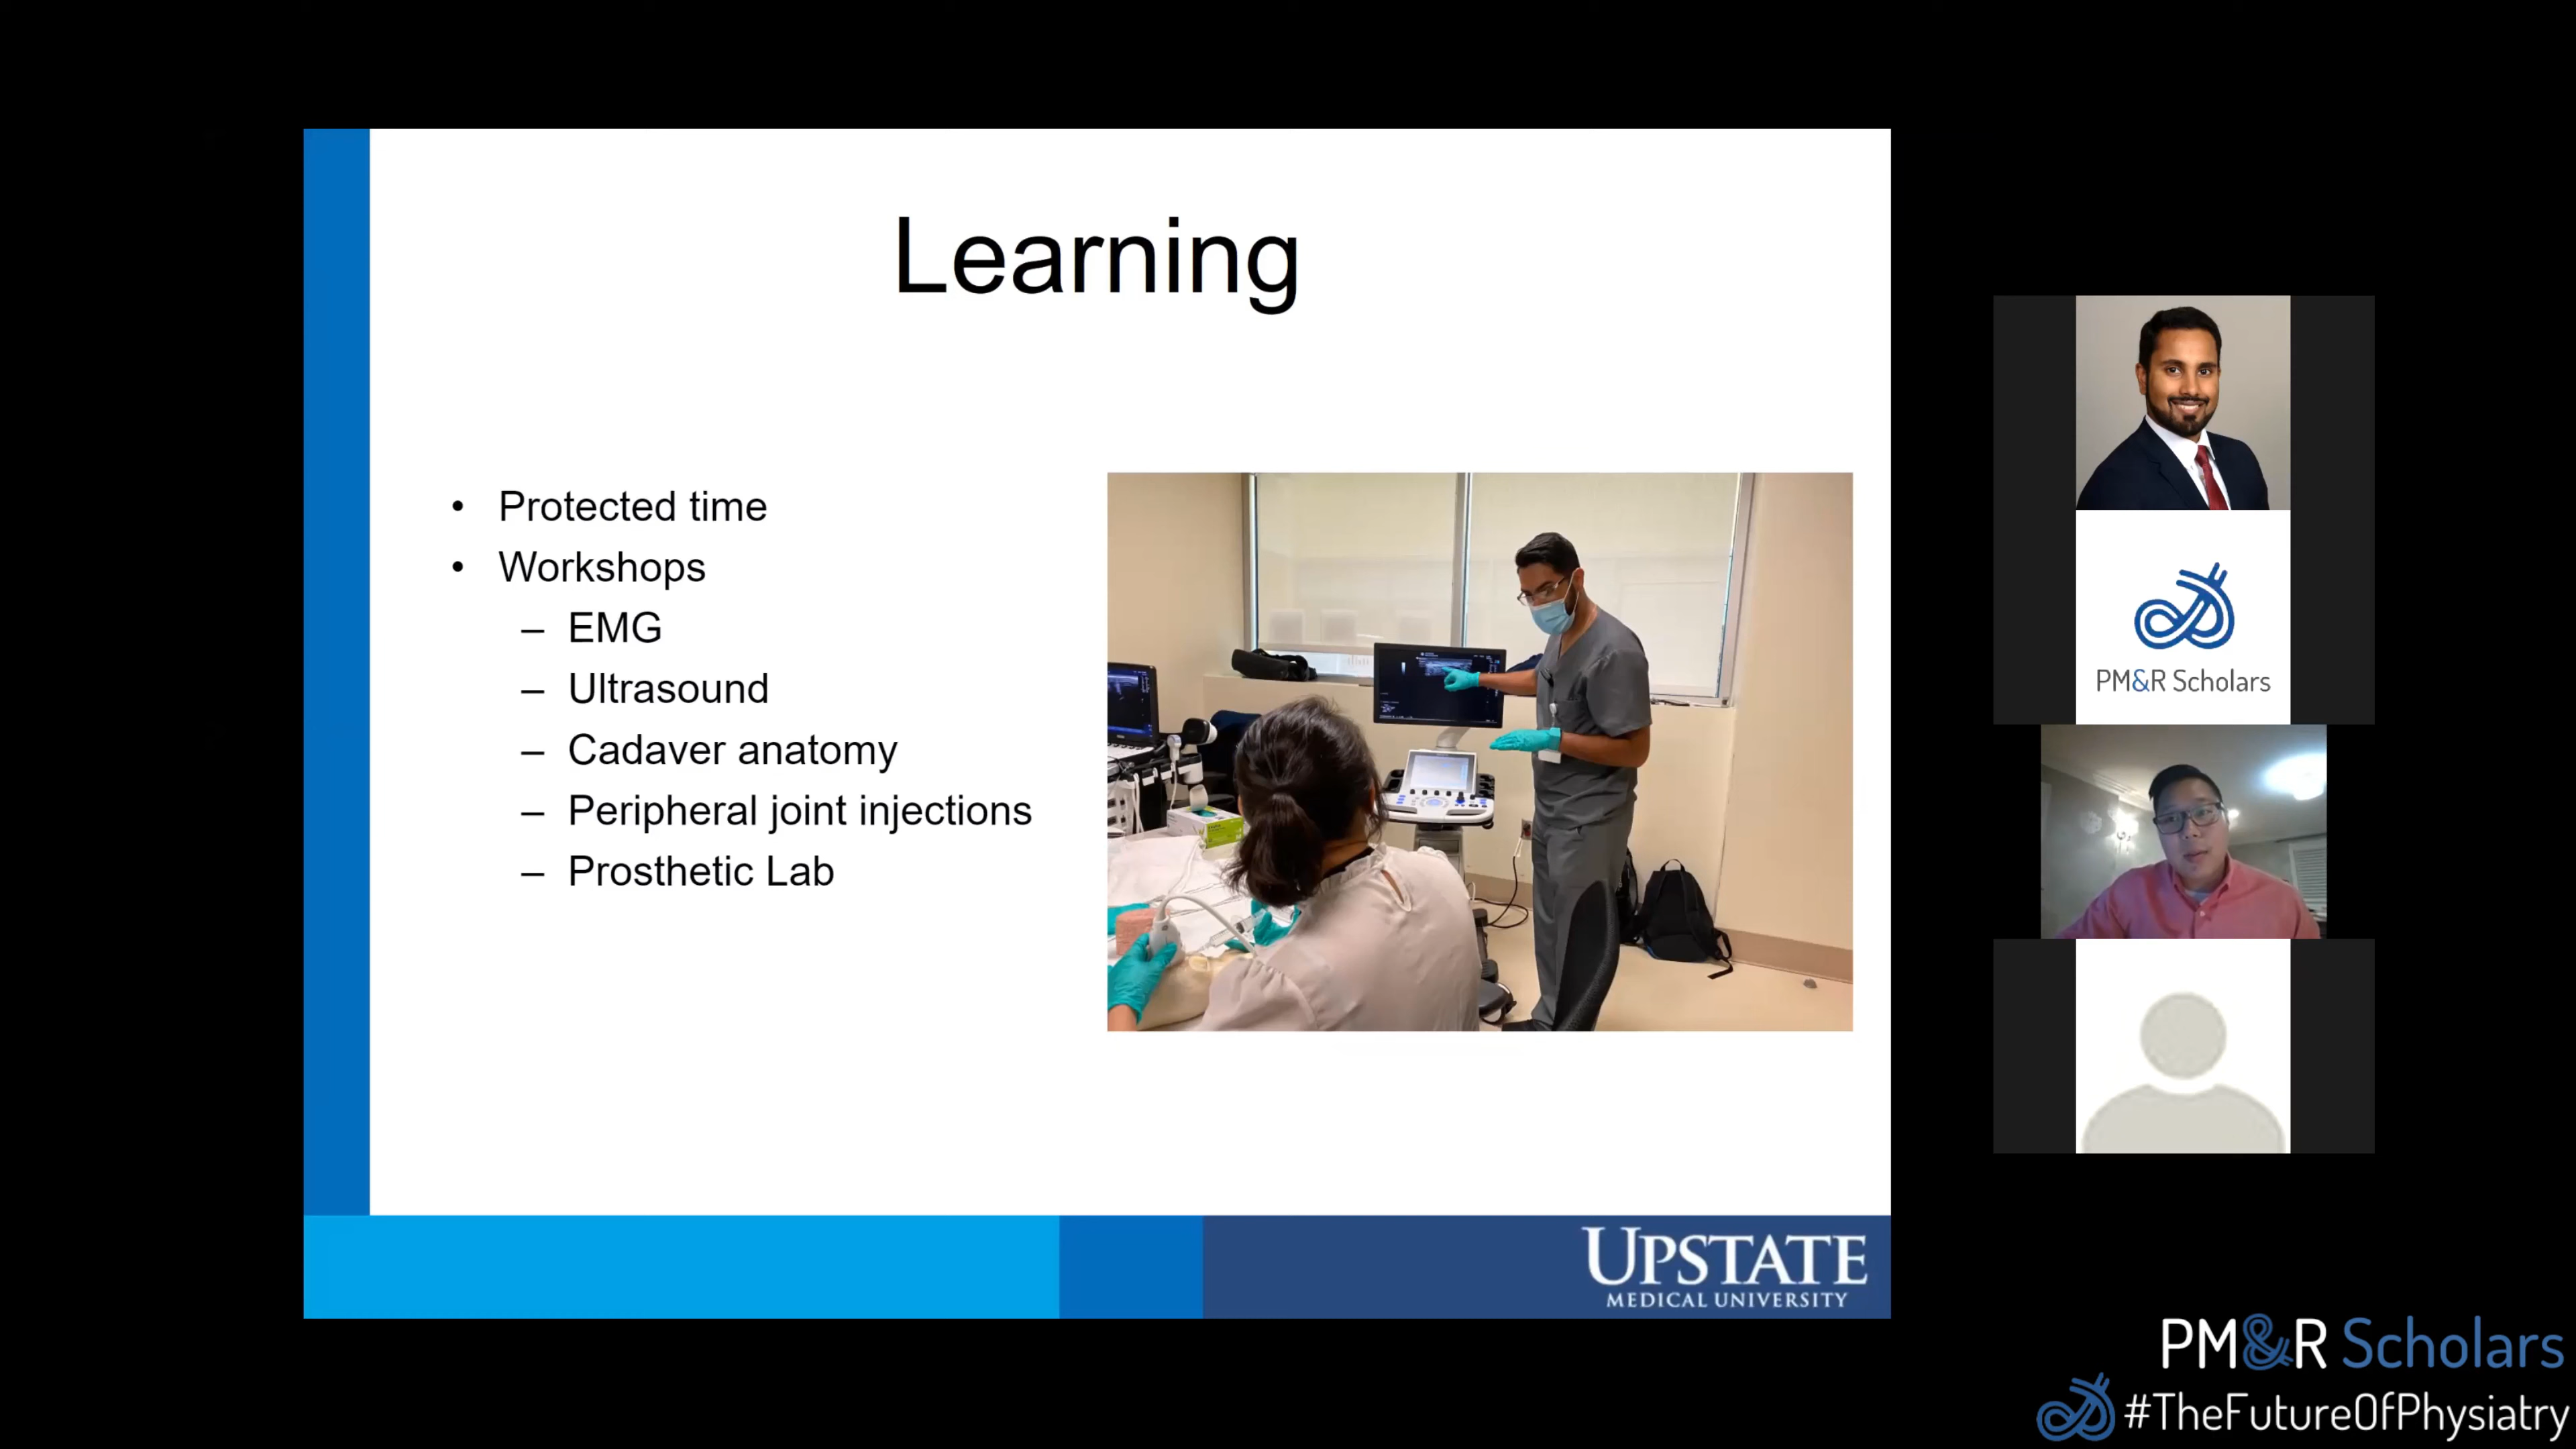 Learning
• Protected time
• Workshops
– EMG
– Ultrasound
– Cadaver anatomy
– Peripheral joint injections
– Prosthetic Lab
UPSTATE
MEDICAL UNIVERSITY
PM&R Scholars
PM&R Scholars
#TheFutureOfPhysiatry